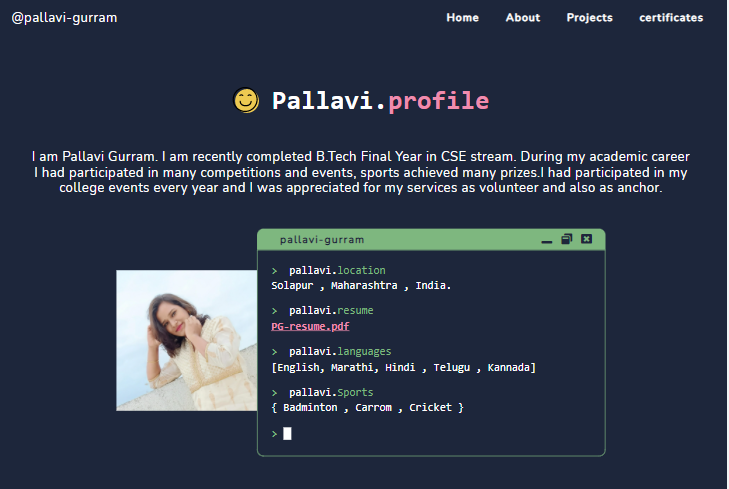 @pallavi-gurram
Home About Projects certificates
Pallavi.profile
I am Pallavi Gurram. I am recently completed B.Tech Final Year in CSE stream. During my academic career
I had participated in many competitions and events, sports achieved many prizes.I had participated in my
college events every year and I was appreciated for my services as volunteer and also as anchor.
pallavi-gurram
> pallavi.location
Solapur , Maharashtra , India.
> pallavi.resume
PG-resume.pdf
> pallavi.languages
[English, Marathi, Hindi , Telugu , Kannada]
> pallavi.Sports
{ Badminton , Carrom , Cricket }
>